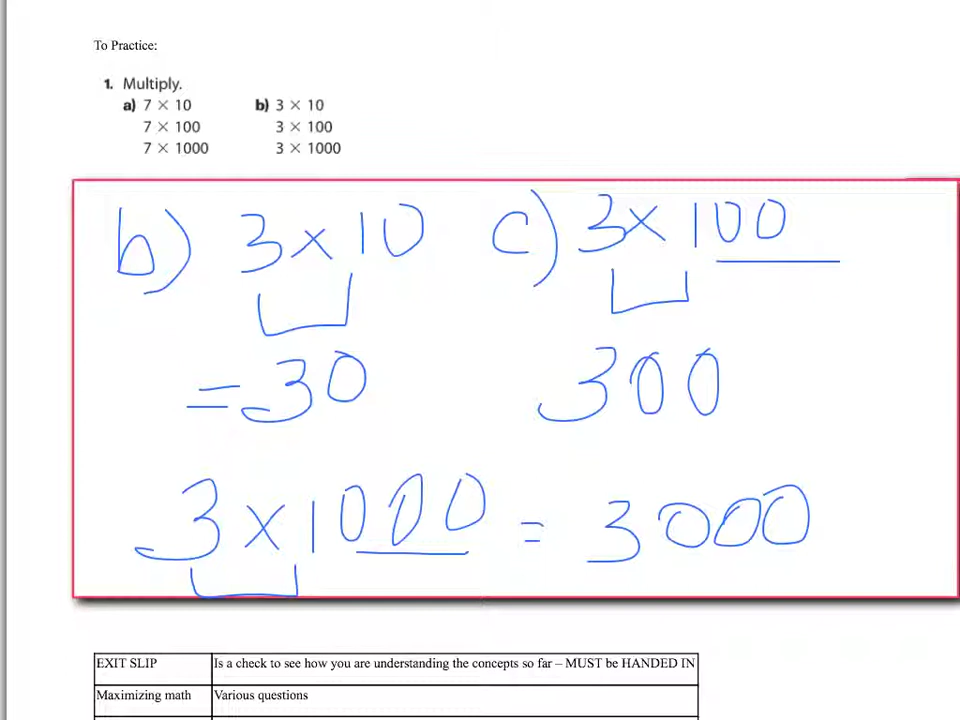 To Practice:
1. Multiply.
a) 7 × 10 b) 3 × 10
7 × 100 3 × 100
7 × 1000 3 × 1000
b) 3 × 10 c) 3 × 100
= 30 300
3 × 1000 = 3000
EXIT SLIP Is a check to see how you are understanding the concepts so far – MUST be HANDED IN
Maximizing math Various questions